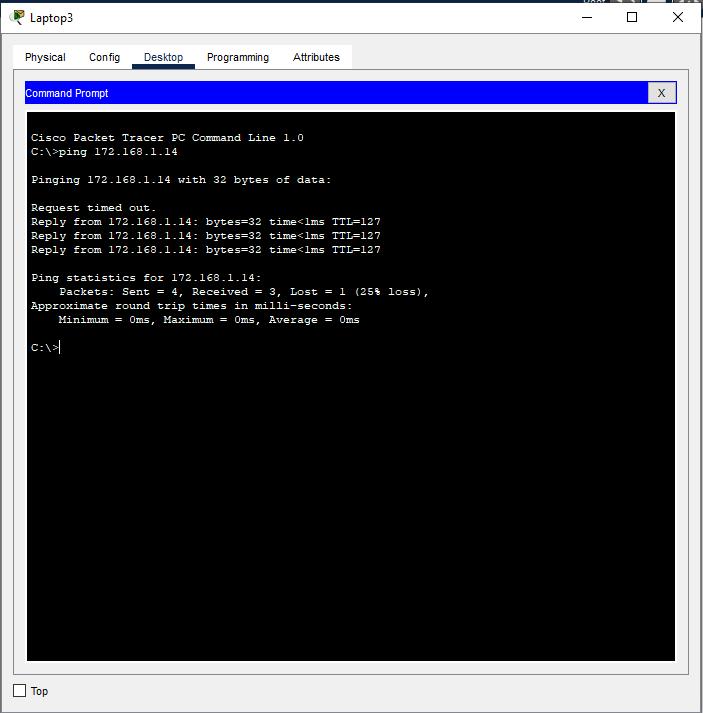 Laptop3
Physical Config Desktop Programming Attributes
Command Prompt X
Cisco Packet Tracer PC Command Line 1.0
C:\>ping 172.168.1.14
Pinging 172.168.1.14 with 32 bytes of data:
Request timed out.
Reply from 172.168.1.14: bytes=32 time<1ms TTL=127
Reply from 172.168.1.14: bytes=32 time<1ms TTL=127
Reply from 172.168.1.14: bytes=32 time<1ms TTL=127
Ping statistics for 172.168.1.14:
Packets: Sent = 4, Received = 3, Lost = 1 (25% loss),
Approximate round trip times in milli-seconds:
Minimum = 0ms, Maximum = 0ms, Average = 0ms
C:\>
Top